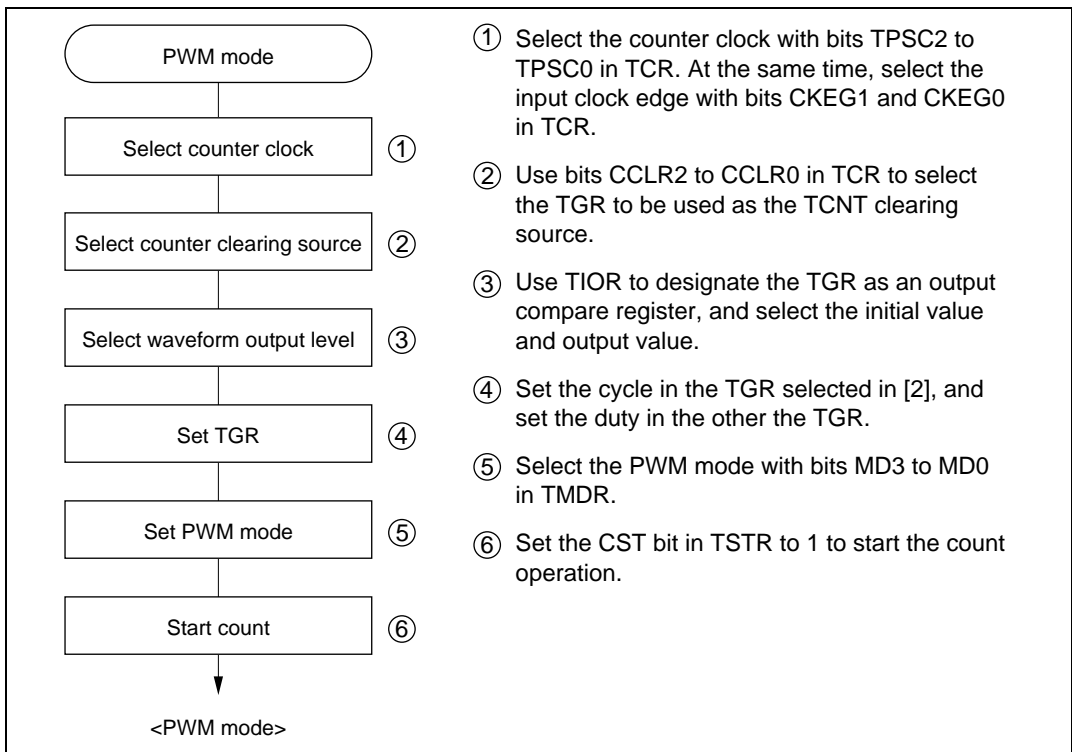 PWM mode
Select counter clock
①
Select counter clearing source
②
Select waveform output level
③
Set TGR
④
Set PWM mode
⑤
Start count
⑥
<PWM mode>
① Select the counter clock with bits TPSC2 to
TPSC0 in TCR. At the same time, select the
input clock edge with bits CKEG1 and CKEG0
in TCR.
② Use bits CCLR2 to CCLR0 in TCR to select
the TGR to be used as the TCNT clearing
source.
③ Use TIOR to designate the TGR as an output
compare register, and select the initial value
and output value.
④ Set the cycle in the TGR selected in [2], and
set the duty in the other the TGR.
⑤ Select the PWM mode with bits MD3 to MD0
in TMDR.
⑥ Set the CST bit in TSTR to 1 to start the count
operation.